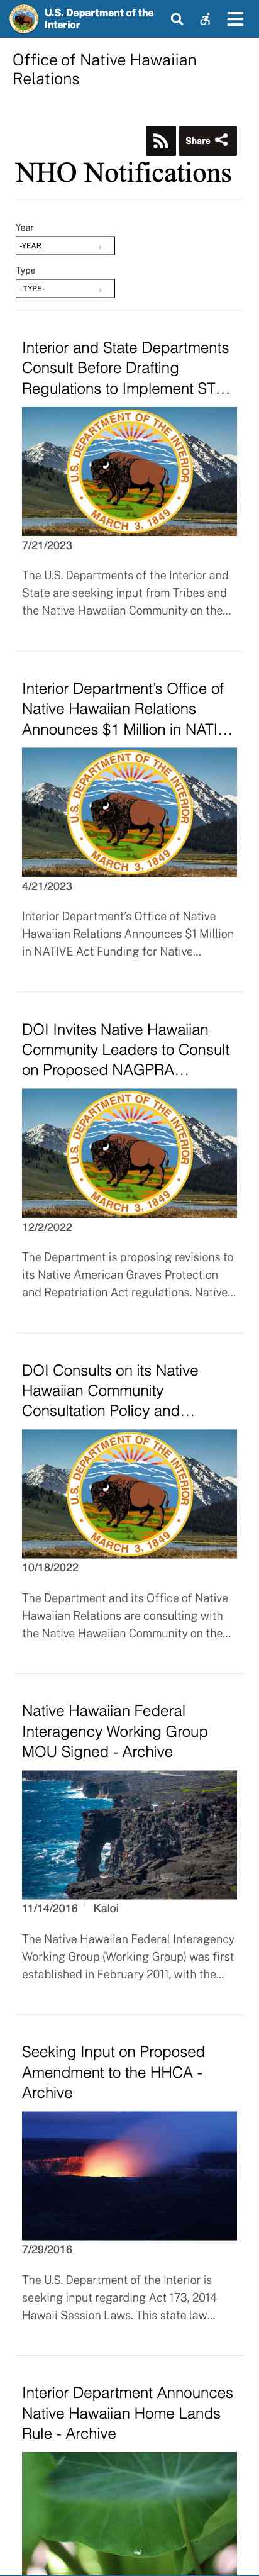 U.S. Department of the
Interior
Office of Native Hawaiian
Relations
Share
NHO Notifications
Year
-YEAR
Type
-TYPE-
Interior and State Departments
Consult Before Drafting
Regulations to Implement ST…
U.S. DEPARTMENT OF THE INTERIOR
MARCH 3, 1849
7/21/2023
The U.S. Departments of the Interior and
State are seeking input from Tribes and
the Native Hawaiian Community on the...
Interior Department's Office of
Native Hawaiian Relations
Announces $1 Million in NATI…
U.S. DEPARTMENT OF THE INTERIOR
MARCH 3, 1849
4/21/2023
Interior Department's Office of Native
Hawaiian Relations Announces $1 Million
in NATIVE Act Funding for Native...
DOI Invites Native Hawaiian
Community Leaders to Consult
on Proposed NAGPRA…
U.S. DEPARTMENT OF THE INTERIOR
MARCH 3, 1849
12/2/2022
The Department is proposing revisions to
its Native American Graves Protection
and Repatriation Act regulations. Native...
DOI Consults on its Native
Hawaiian Community
Consultation Policy and…
U.S. DEPARTMENT OF THE INTERIOR
MARCH 3, 1849
10/18/2022
The Department and its Office of Native
Hawaiian Relations are consulting with
the Native Hawaiian Community on the...
Native Hawaiian Federal
Interagency Working Group
MOU Signed - Archive
11/14/2016 Kaloi
The Native Hawaiian Federal Interagency
Working Group (Working Group) was first
established in February 2011, with the...
Seeking Input on Proposed
Amendment to the HHCA -
Archive
7/29/2016
The U.S. Department of the Interior is
seeking input regarding Act 173, 2014
Hawaii Session Laws. This state law...
Interior Department Announces
Native Hawaiian Home Lands
Rule - Archive